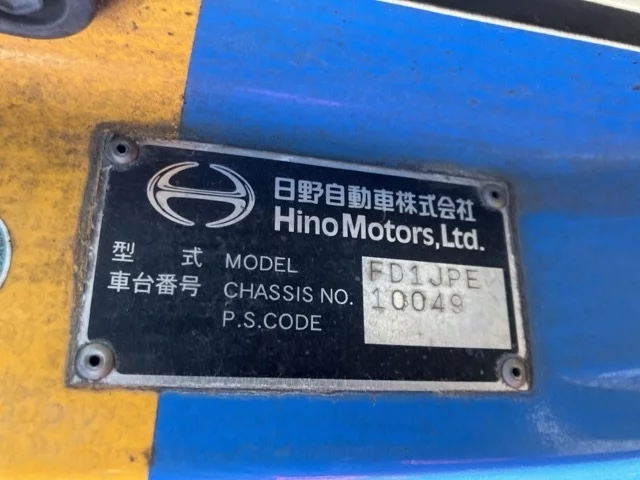 日野自動車株式会社
Hino Motors, Ltd.
型 式 MODEL FD1JPE
車台番号 CHASSIS NO. 10049
P.S.CODE